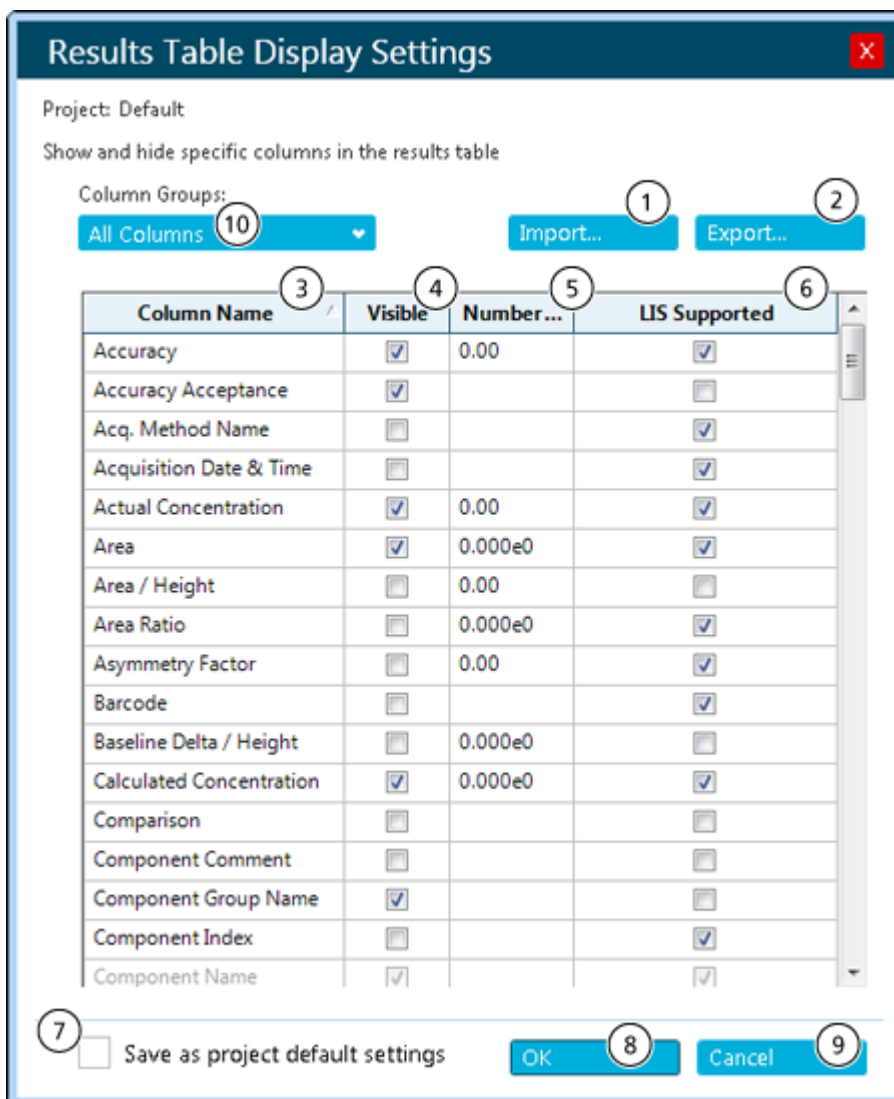 Results Table Display Settings
X
Project: Default
Show and hide specific columns in the results table
Column Groups:
10
1
2
All Columns
Import...
Export...
3
4
5
6
Column Name Visible Number... LIS Supported
Accuracy 0.00
Accuracy Acceptance
Acq. Method Name
Acquisition Date & Time
Actual Concentration 0.00
Area 0.000e0
Area / Height 0.00
Area Ratio 0.000e0
Asymmetry Factor 0.00
Barcode
Baseline Delta / Height 0.000e0
Calculated Concentration 0.000e0
Comparison
Component Comment
Component Group Name
Component Index
Component Name
7
Save as project default settings
OK
8
Cancel
9